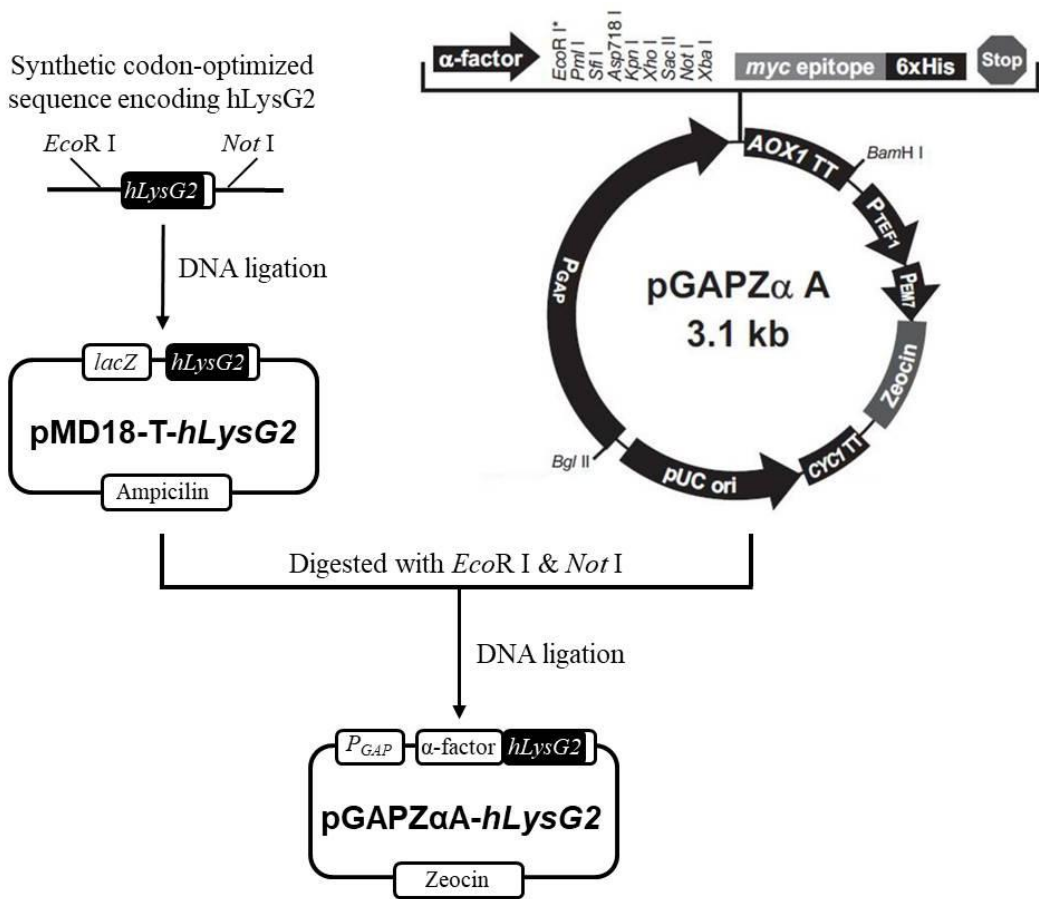 Synthetic codon-optimized
sequence encoding hLysG2
EcoR I
Not I
hLysG2
DNA ligation
lacZ
hLysG2
pMD18-T-hLysG2
Ampicilin
α-factor
EcoR I*
Pml I
Sfi I
Asp718 I
Kpn I
Xho I
Sac II
Not I
Xba I
myc epitope
6xHis
Stop
AOX1 TT
BamH I
PTEF1
PEM7
Zeocin
CYC1 TT
pUC ori
Bgl II
PGAP
pGAPZα A
3.1 kb
Digested with EcoR I & Not I
DNA ligation
PGAP
α-factor
hLysG2
pGAPZαA-hLysG2
Zeocin